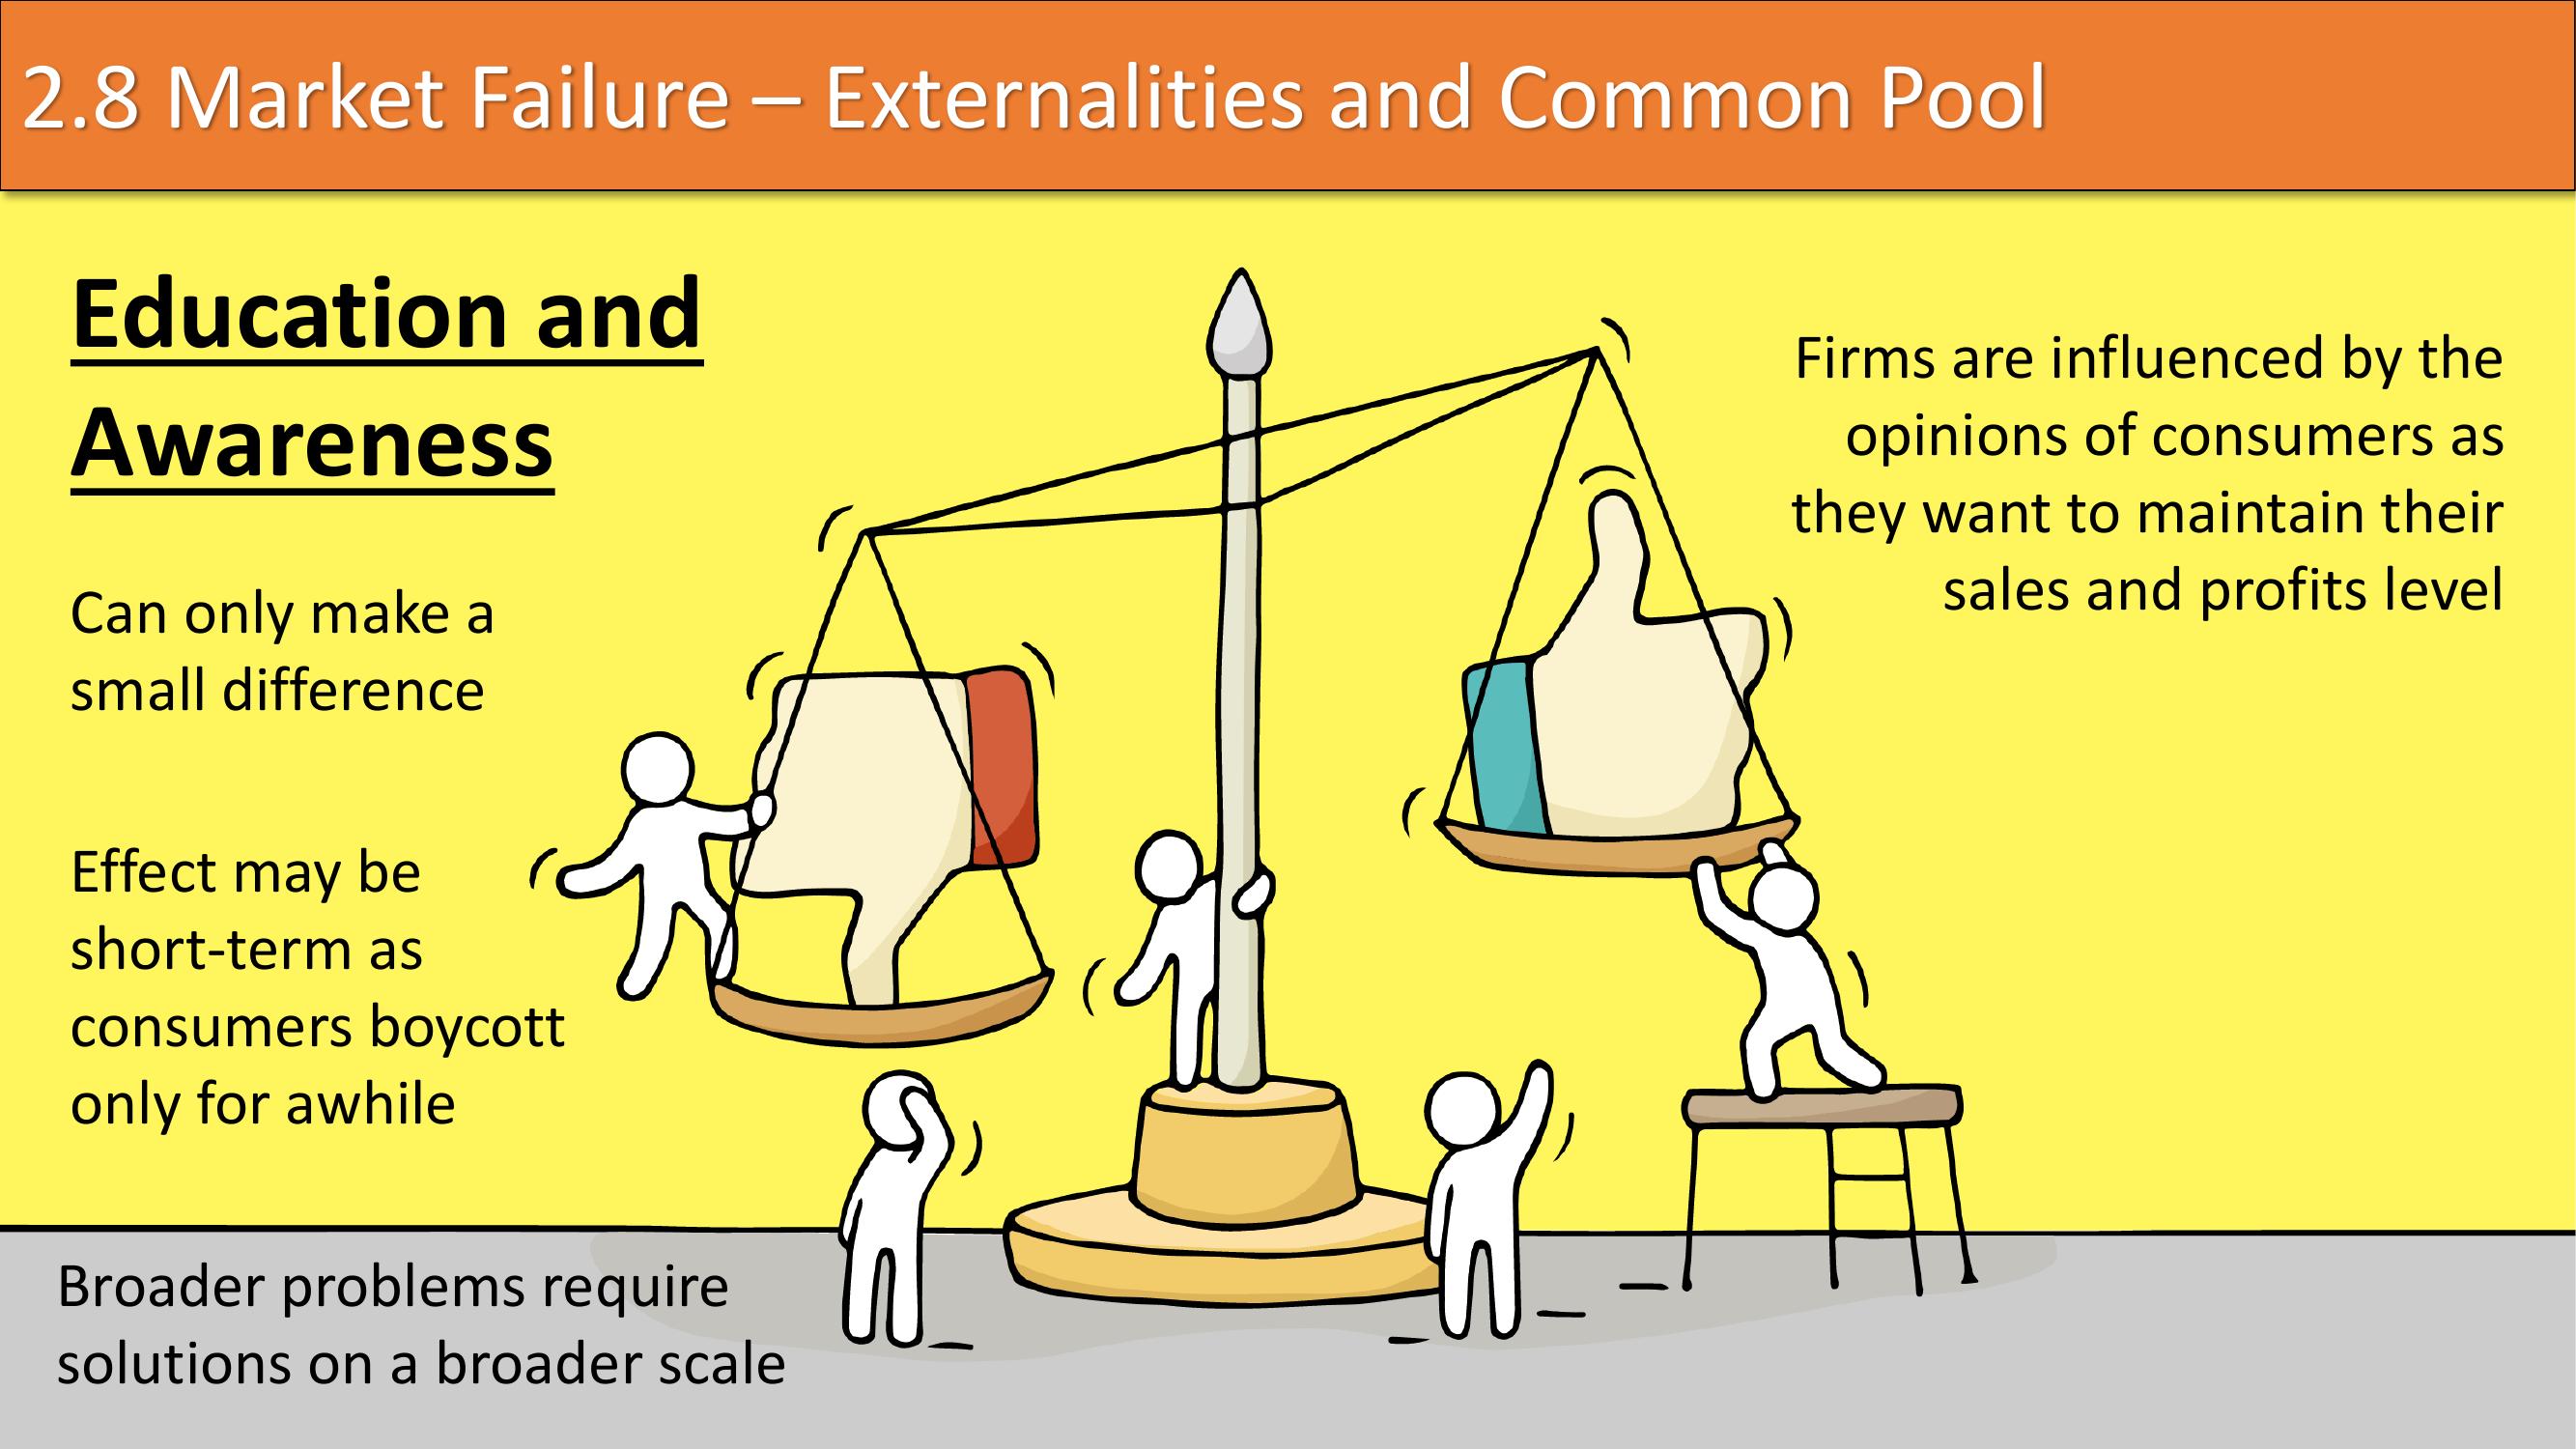 2.8 Market Failure – Externalities and Common Pool
Education and
Awareness
Can only make a
small difference
Effect may be
short-term as
consumers boycott
only for awhile
Broader problems require
solutions on a broader scale
Firms are influenced by the
opinions of consumers as
they want to maintain their
sales and profits level